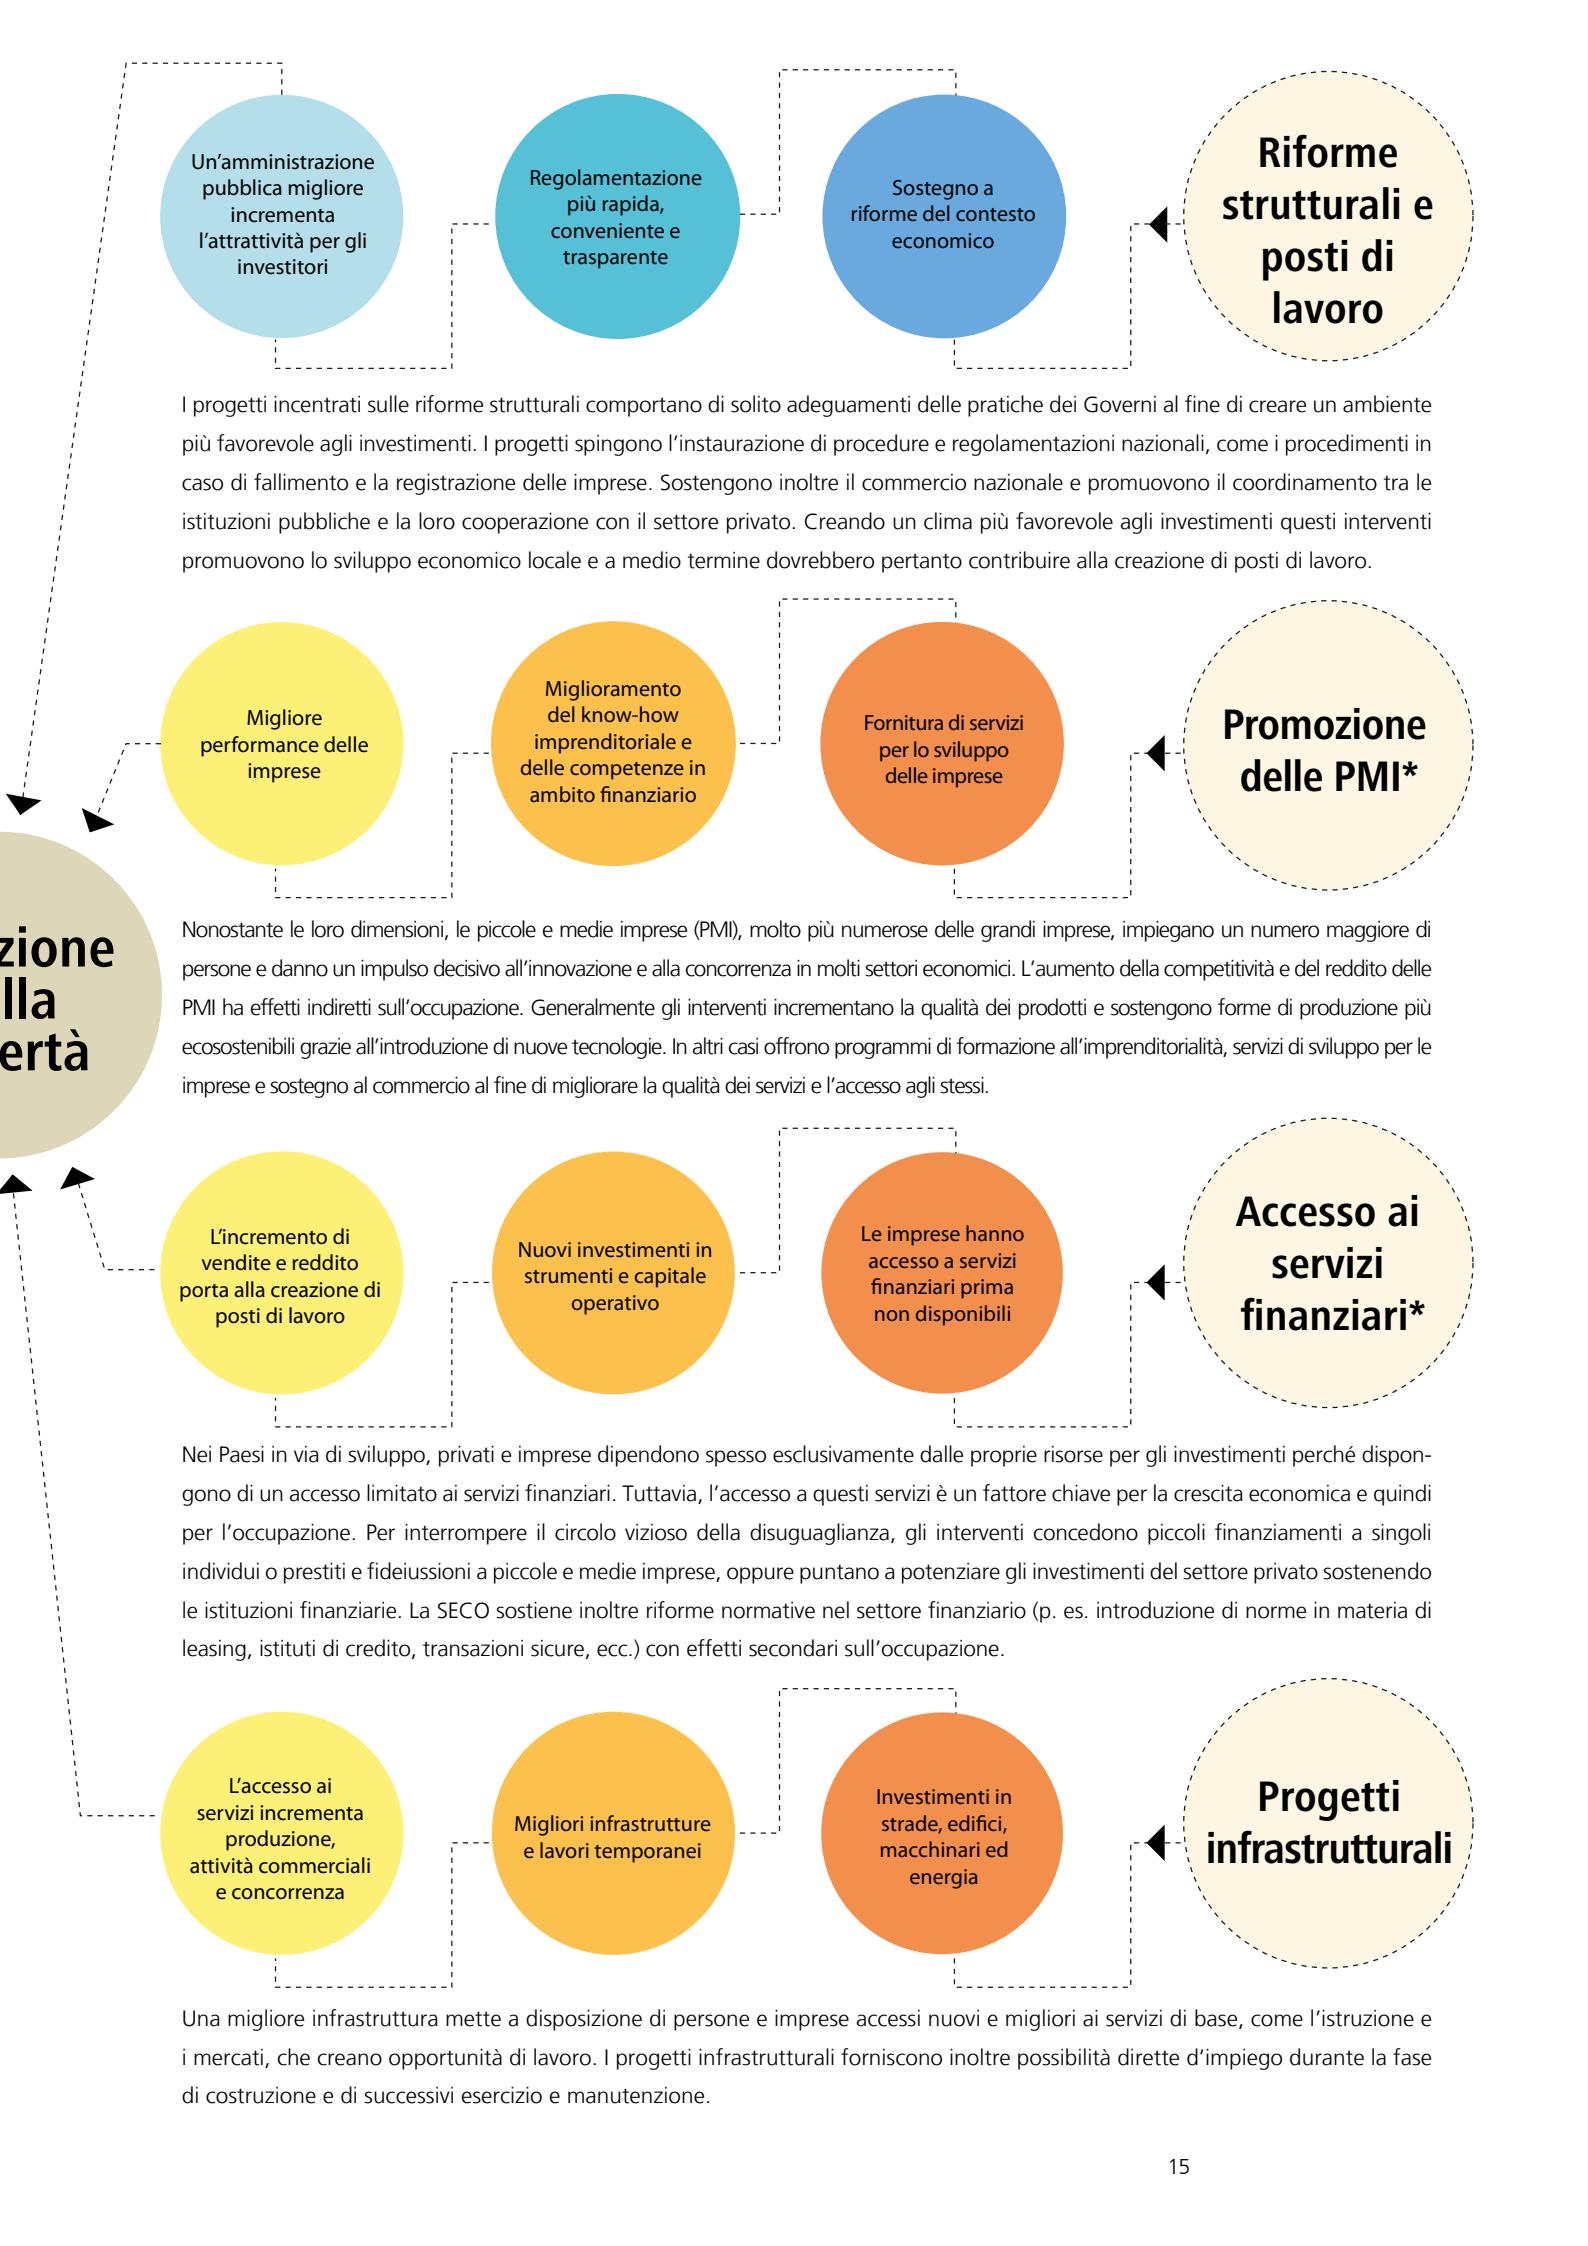 Un’amministrazione
pubblica migliore
incrementa
l’attrattività per gli
investitori
Regolamentazione
più rapida,
conveniente e
trasparente
Sostegno a
riforme del contesto
economico
Riforme
strutturali e
posti di
lavoro
I progetti incentrati sulle riforme strutturali comportano di solito adeguamenti delle pratiche dei Governi al fine di creare un ambiente
più favorevole agli investimenti. I progetti spingono l’instaurazione di procedure e regolamentazioni nazionali, come i procedimenti in
caso di fallimento e la registrazione delle imprese. Sostengono inoltre il commercio nazionale e promuovono il coordinamento tra le
istituzioni pubbliche e la loro cooperazione con il settore privato. Creando un clima più favorevole agli investimenti questi interventi
promuovono lo sviluppo economico locale e a medio termine dovrebbero pertanto contribuire alla creazione di posti di lavoro.
Migliore
performance delle
imprese
Miglioramento
del know-how
imprenditoriale e
delle competenze in
ambito finanziario
Fornitura di servizi
per lo sviluppo
delle imprese
Promozione
delle PMI*
zione
lla
ertà
Nonostante le loro dimensioni, le piccole e medie imprese (PMI), molto più numerose delle grandi imprese, impiegano un numero maggiore di
persone e danno un impulso decisivo all’innovazione e alla concorrenza in molti settori economici. L’aumento della competitività e del reddito delle
PMI ha effetti indiretti sull’occupazione. Generalmente gli interventi incrementano la qualità dei prodotti e sostengono forme di produzione più
ecosostenibili grazie all’introduzione di nuove tecnologie. In altri casi offrono programmi di formazione all’imprenditorialità, servizi di sviluppo per le
imprese e sostegno al commercio al fine di migliorare la qualità dei servizi e l’accesso agli stessi.
L’incremento di
vendite e reddito
porta alla creazione di
posti di lavoro
Nuovi investimenti in
strumenti e capitale
operativo
Le imprese hanno
accesso a servizi
finanziari prima
non disponibili
Accesso ai
servizi
finanziari*
Nei Paesi in via di sviluppo, privati e imprese dipendono spesso esclusivamente dalle proprie risorse per gli investimenti perché dispon-
gono di un accesso limitato ai servizi finanziari. Tuttavia, l’accesso a questi servizi è un fattore chiave per la crescita economica e quindi
per l’occupazione. Per interrompere il circolo vizioso della disuguaglianza, gli interventi concedono piccoli finanziamenti a singoli
individui o prestiti e fideiussioni a piccole e medie imprese, oppure puntano a potenziare gli investimenti del settore privato sostenendo
le istituzioni finanziarie. La SECO sostiene inoltre riforme normative nel settore finanziario (p. es. introduzione di norme in materia di
leasing, istituti di credito, transazioni sicure, ecc.) con effetti secondari sull’occupazione.
L’accesso ai
servizi incrementa
produzione,
attività commerciali
e concorrenza
Migliori infrastrutture
e lavori temporanei
Investimenti in
strade, edifici,
macchinari ed
energia
Progetti
infrastrutturali
Una migliore infrastruttura mette a disposizione di persone e imprese accessi nuovi e migliori ai servizi di base, come l’istruzione e
i mercati, che creano opportunità di lavoro. I progetti infrastrutturali forniscono inoltre possibilità dirette d’impiego durante la fase
di costruzione e di successivi esercizio e manutenzione.
15